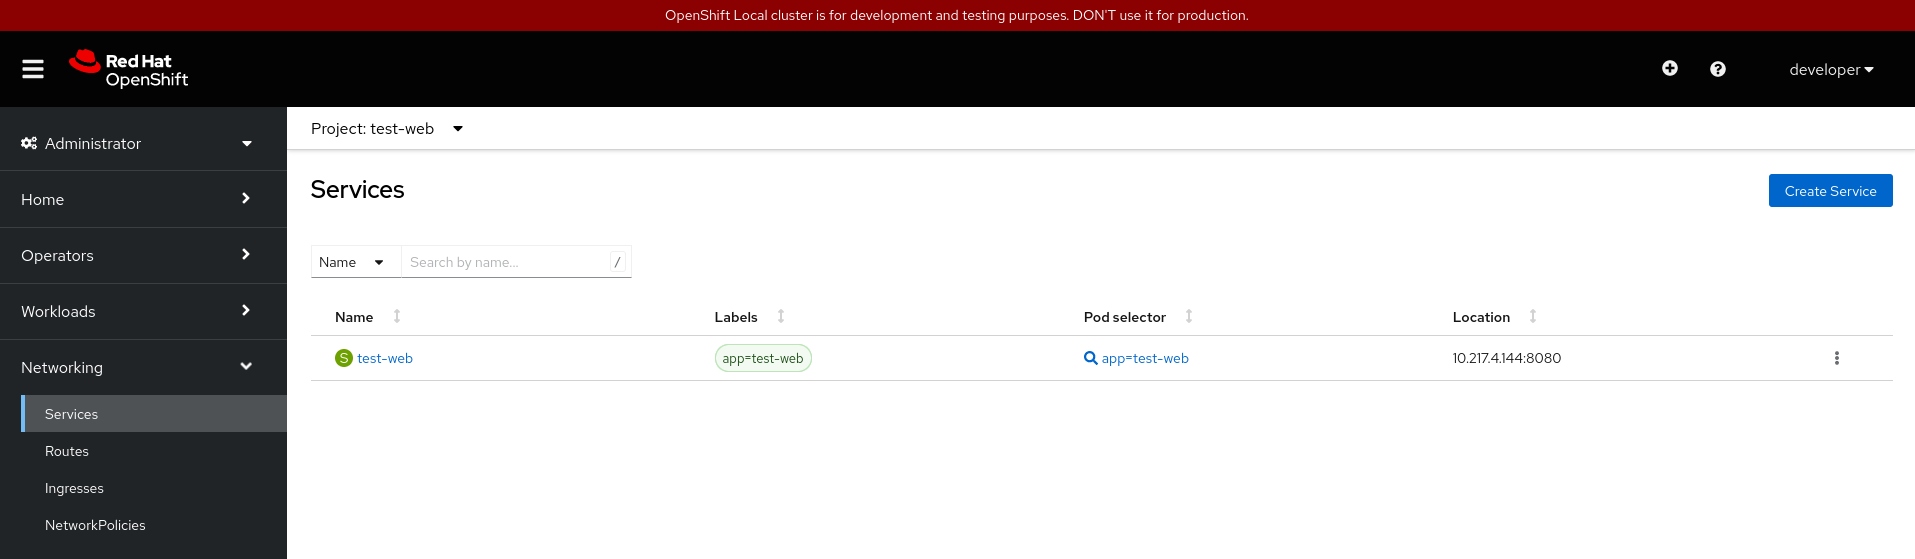 OpenShift Local cluster is for development and testing purposes. DON'T use it for production.
Red Hat
OpenShift
developer
Administrator
Home
Operators
Workloads
Networking
Services
Routes
Ingresses
NetworkPolicies
Project: test-web
Services
Create Service
Name Search by name... /
Name Labels Pod selector Location
S test-web app=test-web app=test-web 10.217.4.144:8080